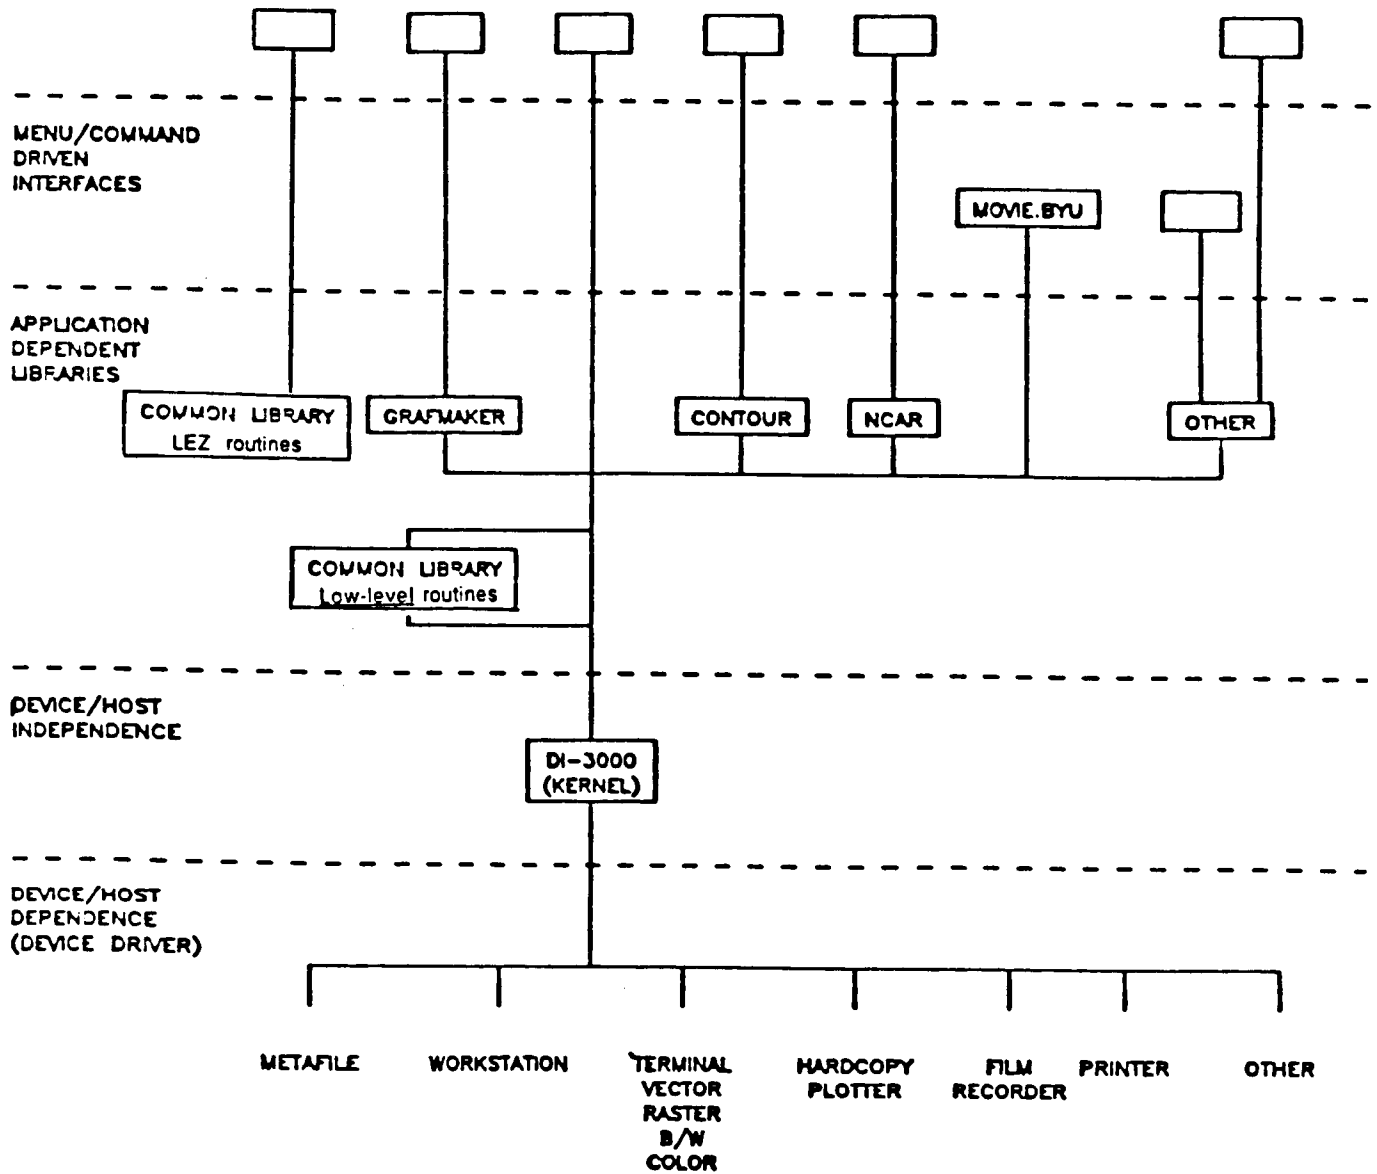 MENU/COMMAND
DRIVEN
INTERFACES
MOVIE.BYU
APPLICATION
DEPENDENT
LIBRARIES
COMMON LIBRARY
LEZ routines
GRAFMAKER
CONTOUR
NCAR
OTHER
COMMON LIBRARY
Low-level routines
DEVICE/HOST
INDEPENDENCE
DI-3000
(KERNEL)
DEVICE/HOST
DEPENDENCE
(DEVICE DRIVER)
METAFILE
WORKSTATION
TERMINAL
VECTOR
RASTER
B/W
COLOR
HARDCOPY
PLOTTER
FILM
RECORDER
PRINTER
OTHER